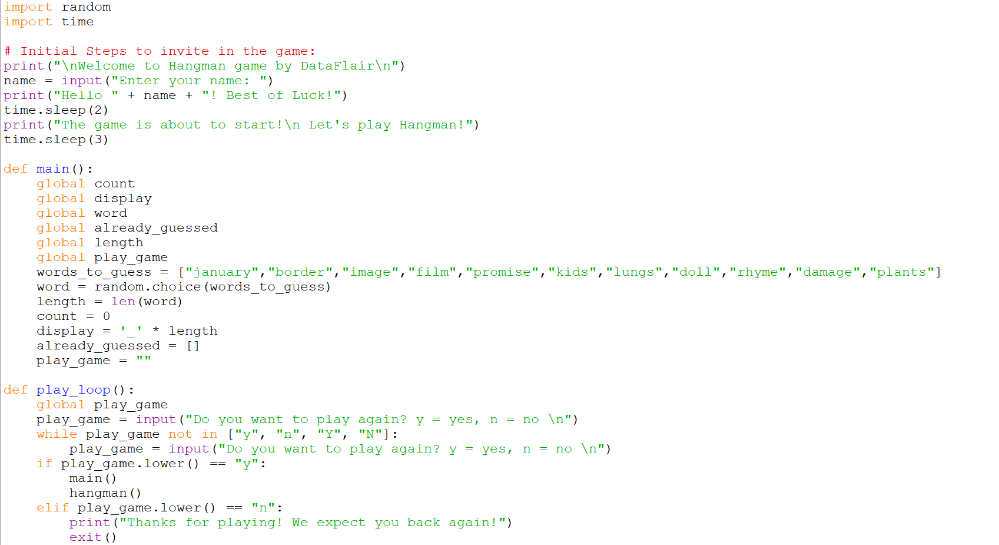 import random
import time

# Initial Steps to invite in the game:
print("\nWelcome to Hangman game by DataFlair\n")
name = input("Enter your name: ")
print("Hello " + name + "! Best of Luck!")
time.sleep(2)
print("The game is about to start!\n Let's play Hangman!")
time.sleep(3)

def main():
    global count
    global display
    global word
    global already_guessed
    global length
    global play_game
    words_to_guess = ["january","border","image","film","promise","kids","lungs","doll","rhyme","damage","plants"]
    word = random.choice(words_to_guess)
    length = len(word)
    count = 0
    display = '_' * length
    already_guessed = []
    play_game = ""

def play_loop():
    global play_game
    play_game = input("Do you want to play again? y = yes, n = no \n")
    while play_game not in ["y", "n", "Y", "N"]:
        play_game = input("Do you want to play again? y = yes, n = no \n")
    if play_game.lower() == "y":
        main()
        hangman()
    elif play_game.lower() == "n":
        print("Thanks for playing! We expect you back again!")
        exit()